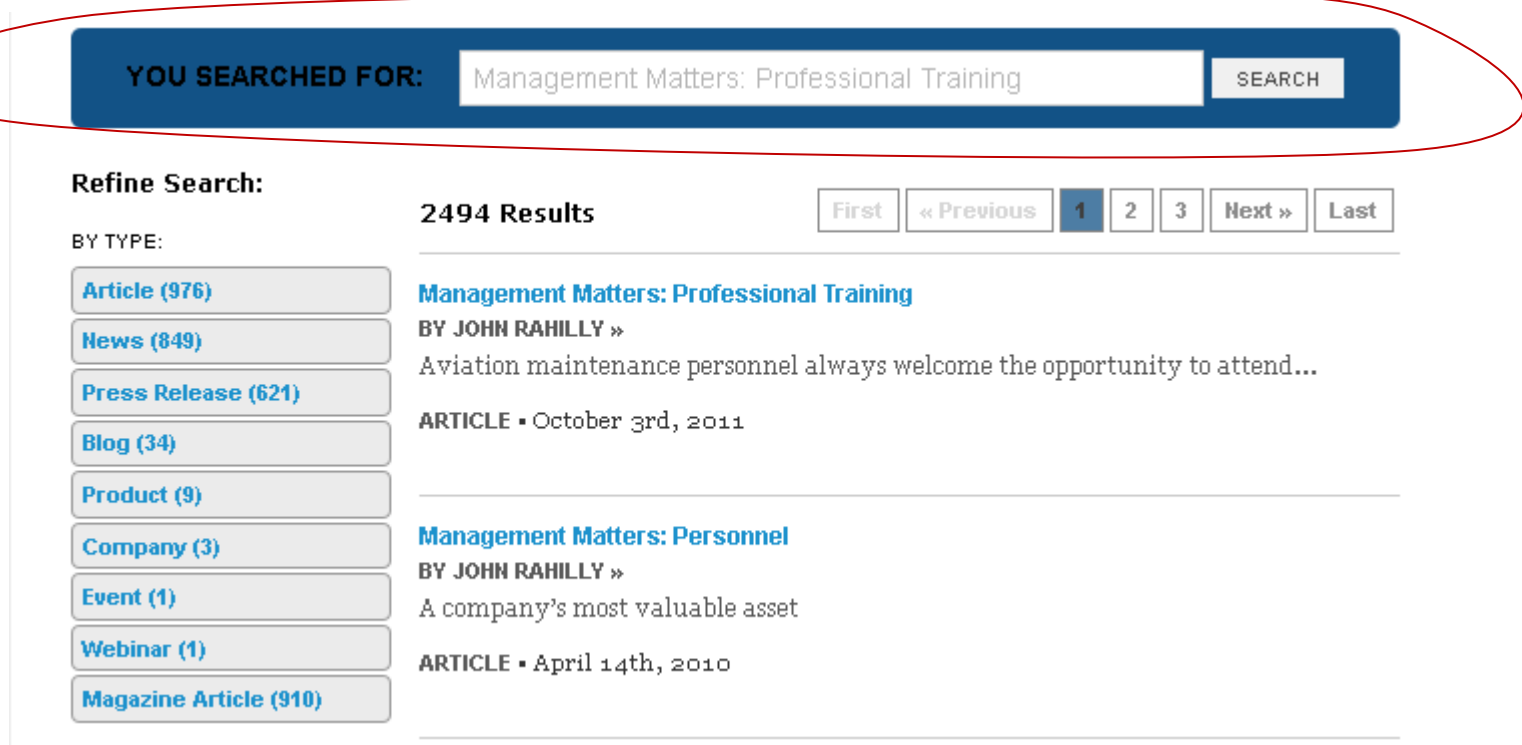 YOU SEARCHED FOR: Management Matters: Professional Training SEARCH
Refine Search:
BY TYPE:
Article (976)
News (849)
Press Release (621)
Blog (34)
Product (9)
Company (3)
Event (1)
Webinar (1)
Magazine Article (910)
2494 Results First « Previous 1 2 3 Next » Last
Management Matters: Professional Training
BY JOHN RAHILLY »
Aviation maintenance personnel always welcome the opportunity to attend...
ARTICLE ▪ October 3rd, 2011
Management Matters: Personnel
BY JOHN RAHILLY »
A company's most valuable asset
ARTICLE ▪ April 14th, 2010